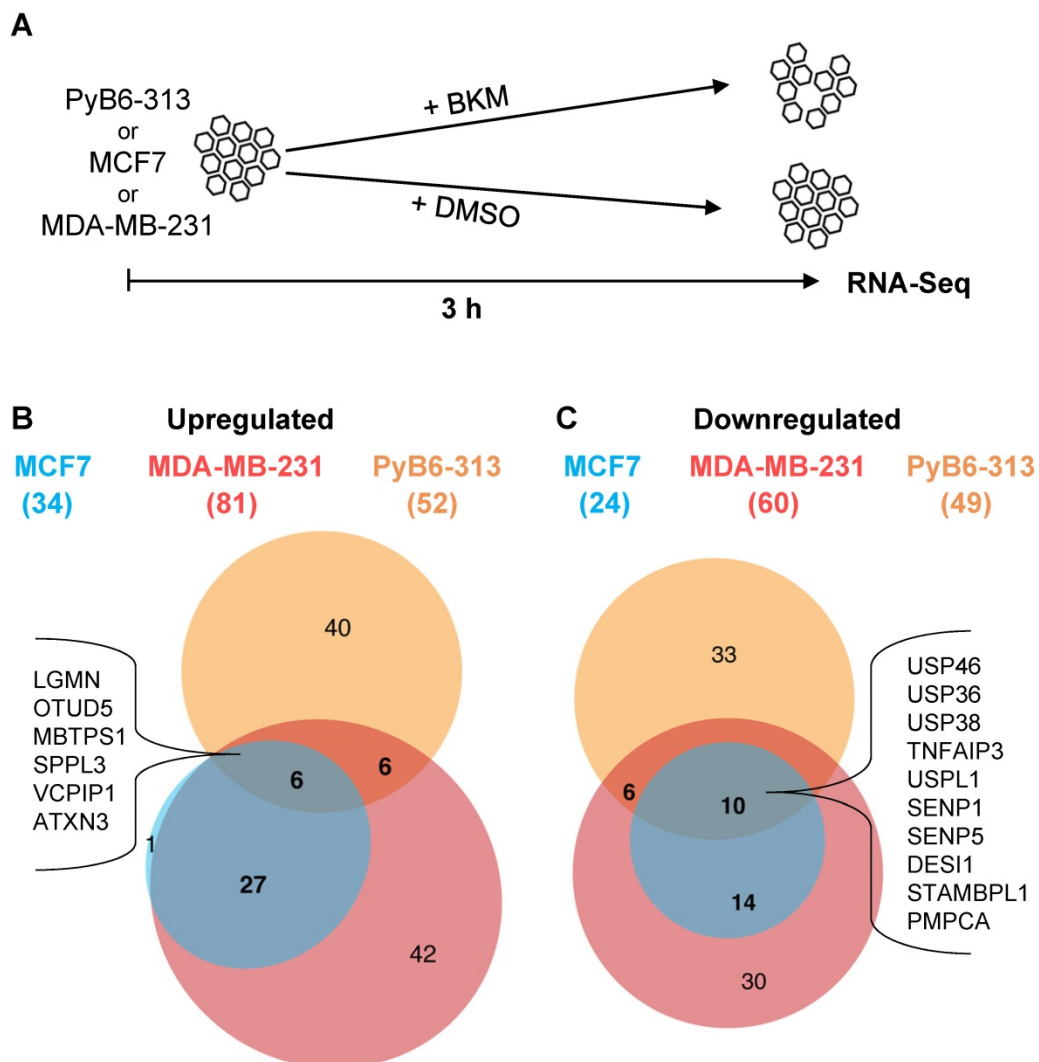 A
PyB6-313
or
MCF7
or
MDA-MB-231
+ BKM
+ DMSO
3 h
RNA-Seq
B
Upregulated
MCF7
(34)
MDA-MB-231
(81)
PyB6-313
(52)
40
6
6
1
27
42
LGMN
OTUD5
MBTPS1
SPPL3
VCPIP1
ATXN3
C
Downregulated
MCF7
(24)
MDA-MB-231
(60)
PyB6-313
(49)
33
6
10
14
30
USP46
USP36
USP38
TNFAIP3
USPL1
SENP1
SENP5
DESI1
STAMBPL1
PMPCA